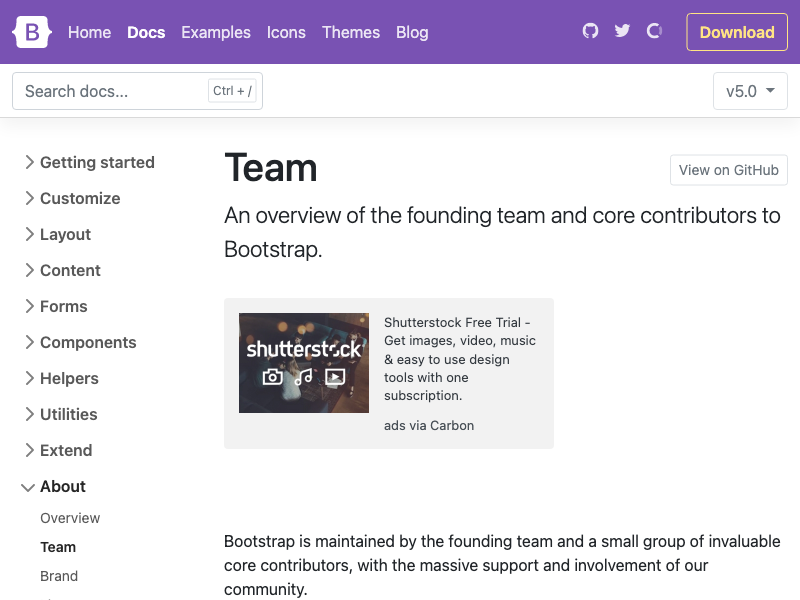 B Home Docs Examples Icons Themes Blog Download
Search docs... Ctrl + / v5.0
Getting started
Customize
Layout
Content
Forms
Components
Helpers
Utilities
Extend
About
Overview
Team
Brand
Team
View on GitHub
An overview of the founding team and core contributors to
Bootstrap.
shutterstock
Shutterstock Free Trial -
Get images, video, music
& easy to use design
tools with one
subscription.
ads via Carbon
Bootstrap is maintained by the founding team and a small group of invaluable
core contributors, with the massive support and involvement of our
community.